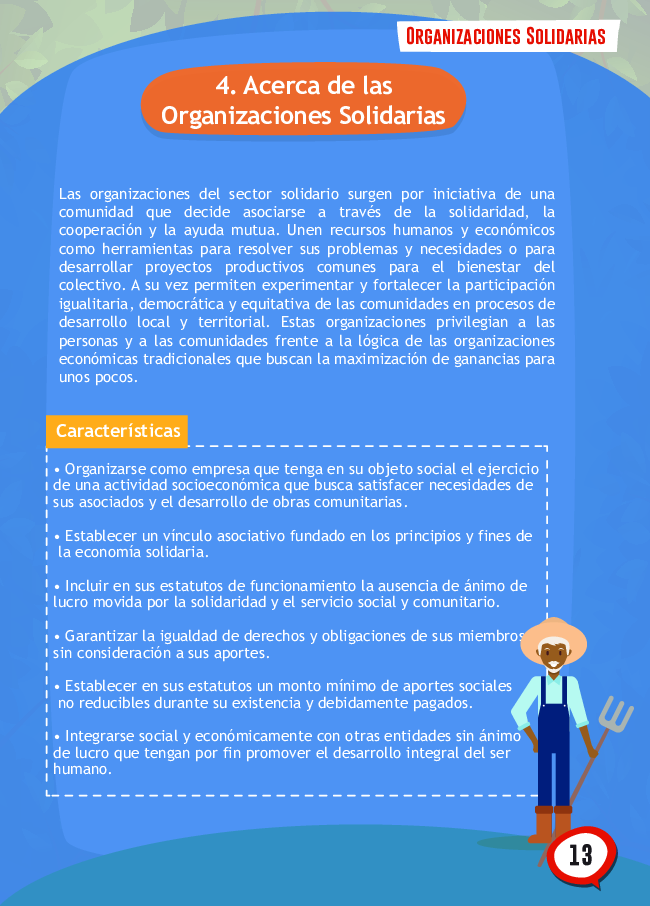 Organizaciones Solidarias
4. Acerca de las
Organizaciones Solidarias
Las organizaciones del sector solidario surgen por iniciativa de una
comunidad que decide asociarse a través de la solidaridad, la
cooperación y la ayuda mutua. Unen recursos humanos y económicos
como herramientas para resolver sus problemas y necesidades o para
desarrollar proyectos productivos comunes para el bienestar del
colectivo. A su vez permiten experimentar y fortalecer la participación
igualitaria, democrática y equitativa de las comunidades en procesos de
desarrollo local y territorial. Estas organizaciones privilegian a las
personas y a las comunidades frente a la lógica de las organizaciones
económicas tradicionales que buscan la maximización de ganancias para
unos pocos.
Características
• Organizarse como empresa que tenga en su objeto social el ejercicio
de una actividad socioeconómica que busca satisfacer necesidades de
sus asociados y el desarrollo de obras comunitarias.
• Establecer un vínculo asociativo fundado en los principios y fines de
la economía solidaria.
• Incluir en sus estatutos de funcionamiento la ausencia de ánimo de
lucro movida por la solidaridad y el servicio social y comunitario.
• Garantizar la igualdad de derechos y obligaciones de sus miembros
sin consideración a sus aportes.
• Establecer en sus estatutos un monto mínimo de aportes sociales
no reducibles durante su existencia y debidamente pagados.
• Integrarse social y económicamente con otras entidades sin ánimo
de lucro que tengan por fin promover el desarrollo integral del ser
humano.
13